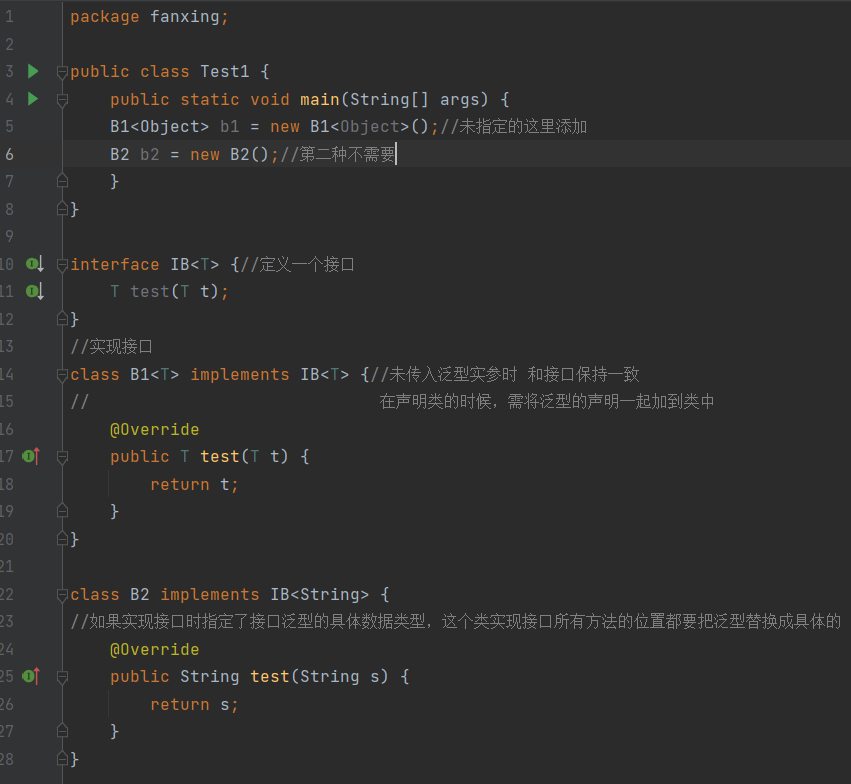 1 package fanxing;
2
3 public class Test1 {
4 public static void main(String[] args) {
5 B1<Object> b1 = new B1<Object>();//未指定的这里添加
6 B2 b2 = new B2();//第二种不需要
7 }
8 }
9
10 interface IB<T> {//定义一个接口
11 T test(T t);
12 }
13 //实现接口
14 class B1<T> implements IB<T> {//未传入泛型实参时 和接口保持一致
15 // 在声明类的时候，需将泛型的声明一起加到类中
16 @Override
17 public T test(T t) {
18 return t;
19 }
20 }
21
22 class B2 implements IB<String> {
23 //如果实现接口时指定了接口泛型的具体数据类型，这个类实现接口所有方法的位置都要把泛型替换成具体的
24 @Override
25 public String test(String s) {
26 return s;
27 }
28 }